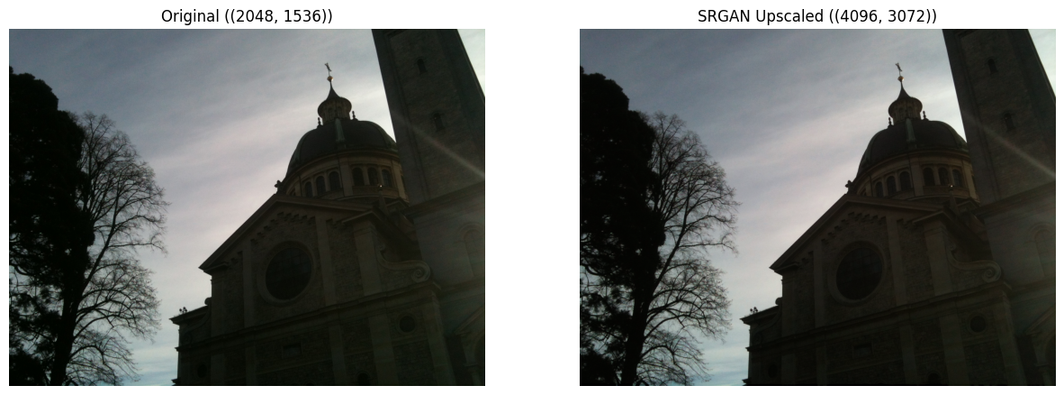 Original ((2048, 1536))
SRGAN Upscaled ((4096, 3072))